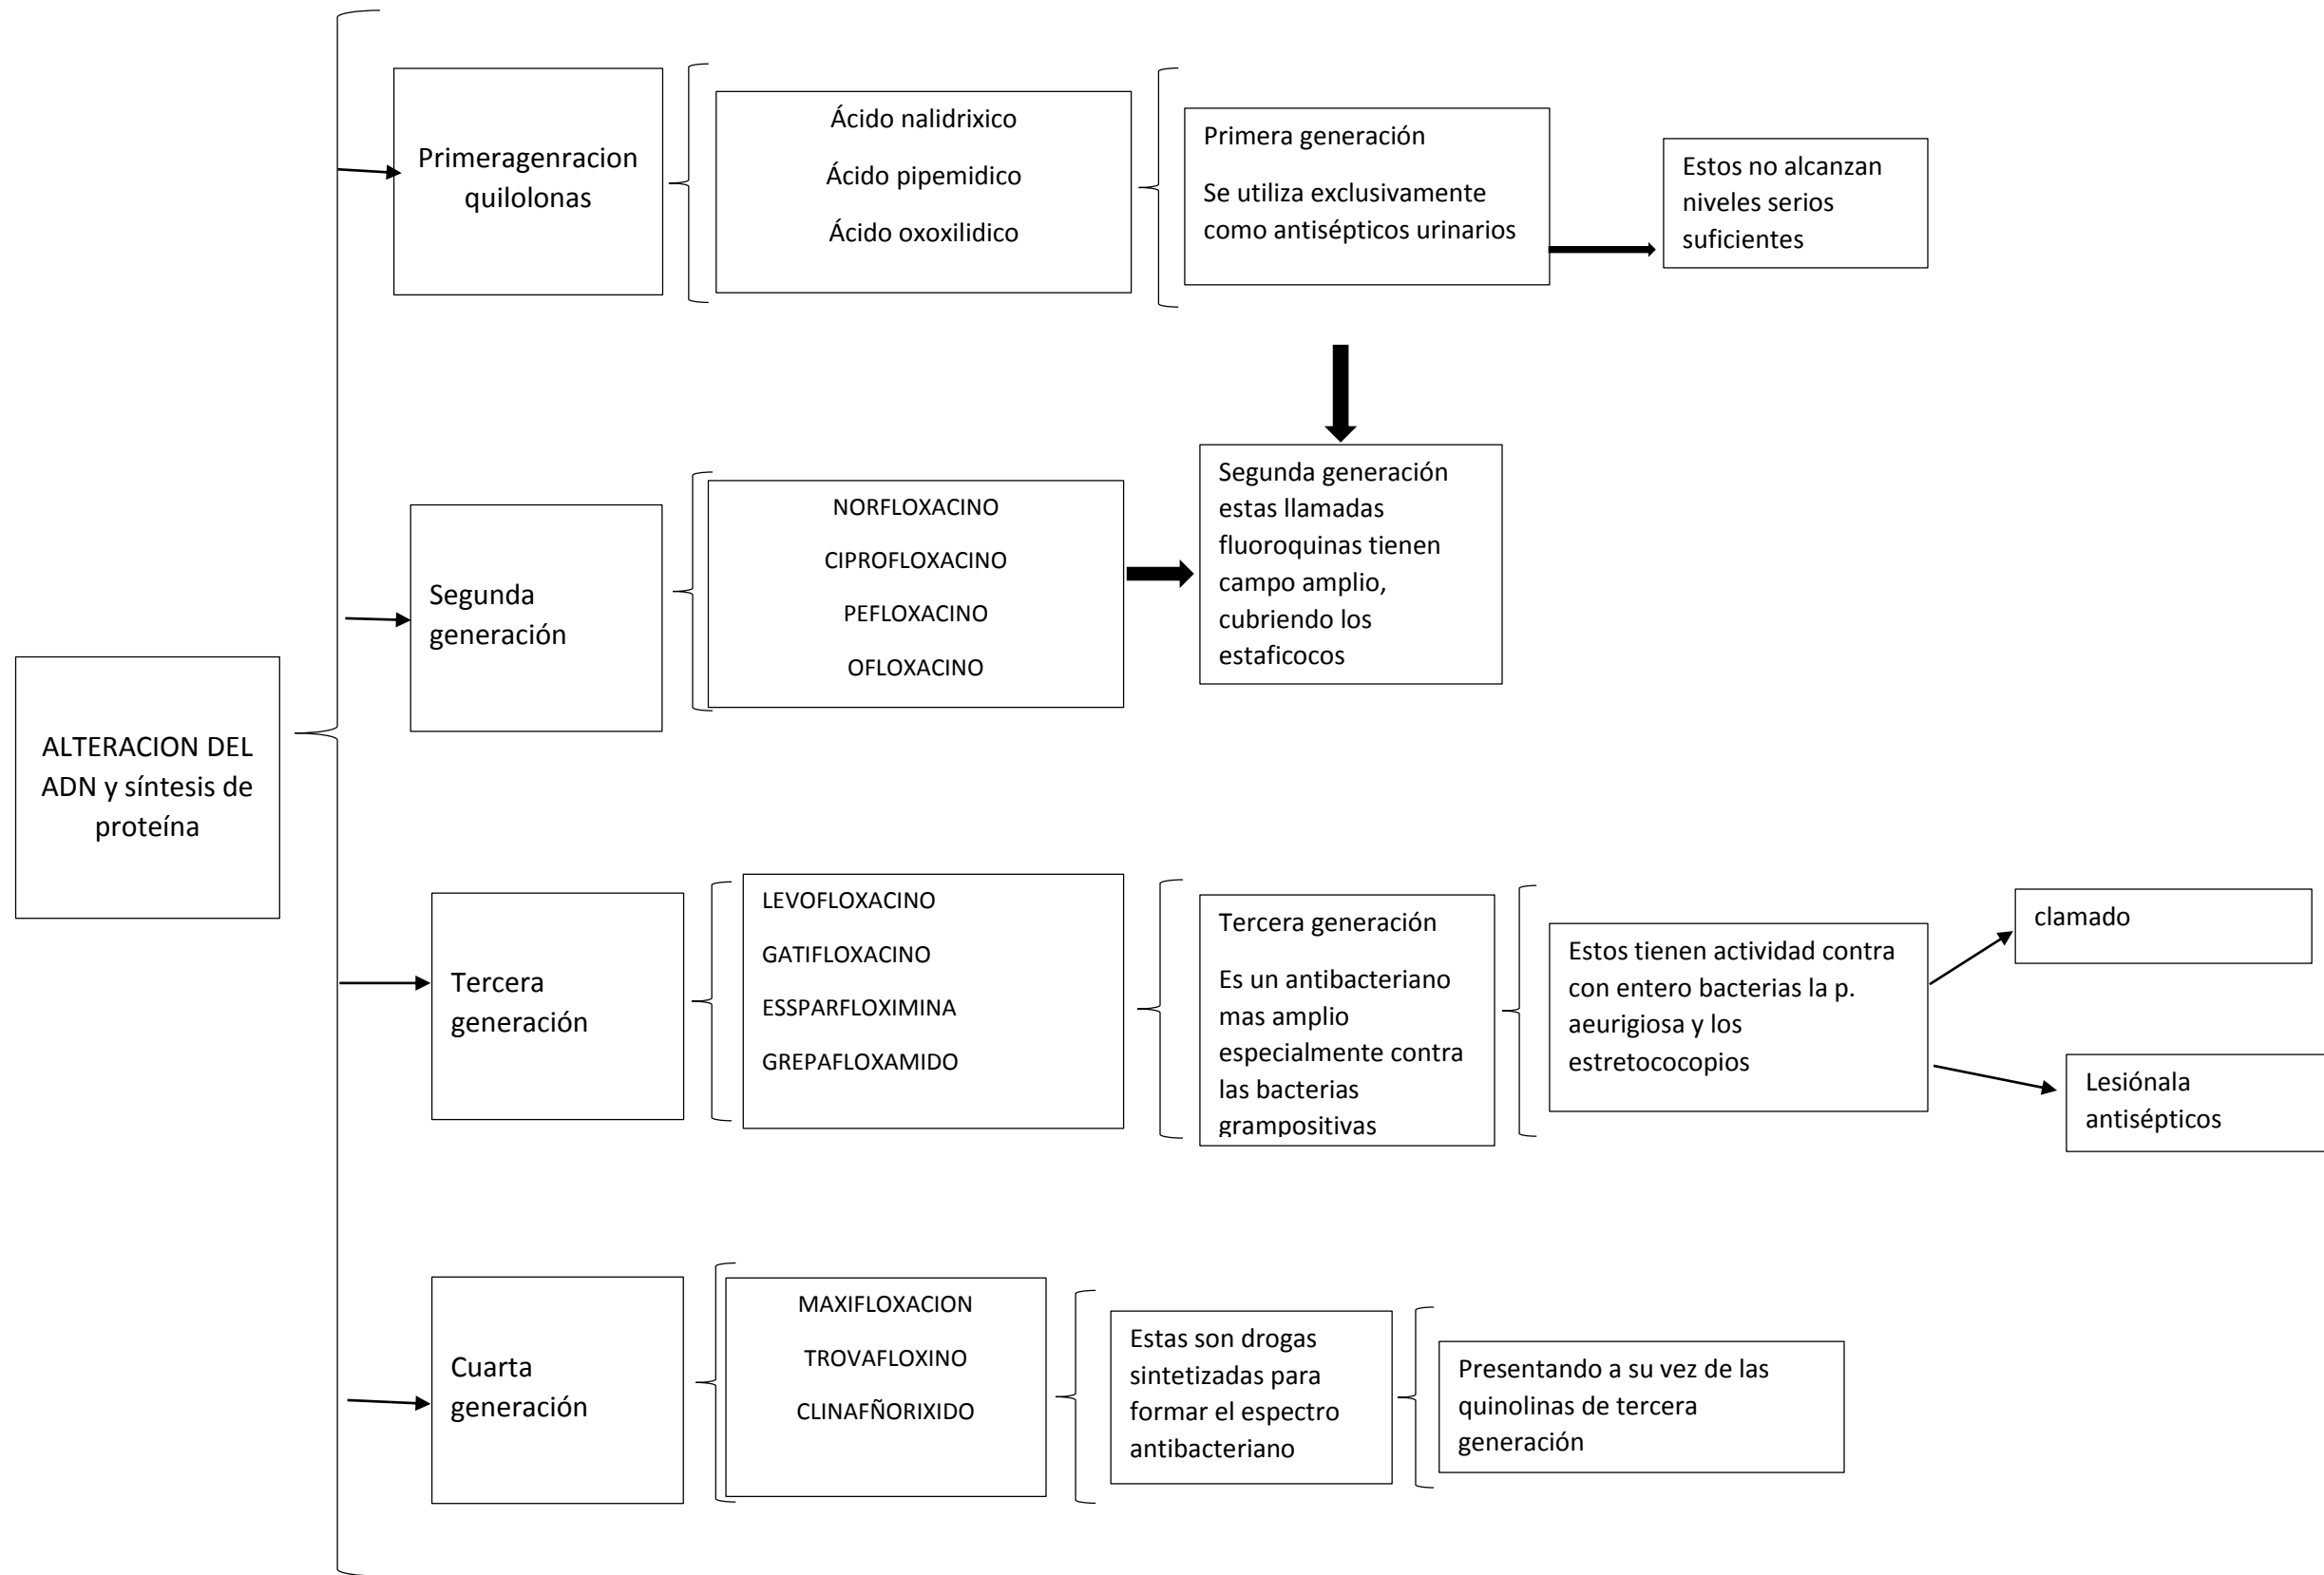 Primeragenracion
quilolonas
Ácido nalidrixico
Ácido pipemidico
Ácido oxoxilidico
Primera generación
Se utiliza exclusivamente
como antisépticos urinarios
Estos no alcanzan
niveles serios
suficientes
Segunda
generación
NORFLOXACINO
CIPROFLOXACINO
PEFLOXACINO
OFLOXACINO
Segunda generación
estas llamadas
fluoroquinas tienen
campo amplio,
cubriendo los
estaficocos
ALTERACION DEL
ADN y síntesis de
proteína
Tercera
generación
LEVOFLOXACINO
GATIFLOXACINO
ESSPARFLOXIMINA
GREPAFLOXAMIDO
Tercera generación
Es un antibacteriano
mas amplio
especialmente contra
las bacterias
grampositivas
Estos tienen actividad contra
con entero bacterias la p.
aeurigiosa y los
estretococopios
clamado
Lesiónala
antisépticos
Cuarta
generación
MAXIFLOXACION
TROVAFLOXINO
CLINAFÑORIXIDO
Estas son drogas
sintetizadas para
formar el espectro
antibacteriano
Presentando a su vez de las
quinolinas de tercera
generación